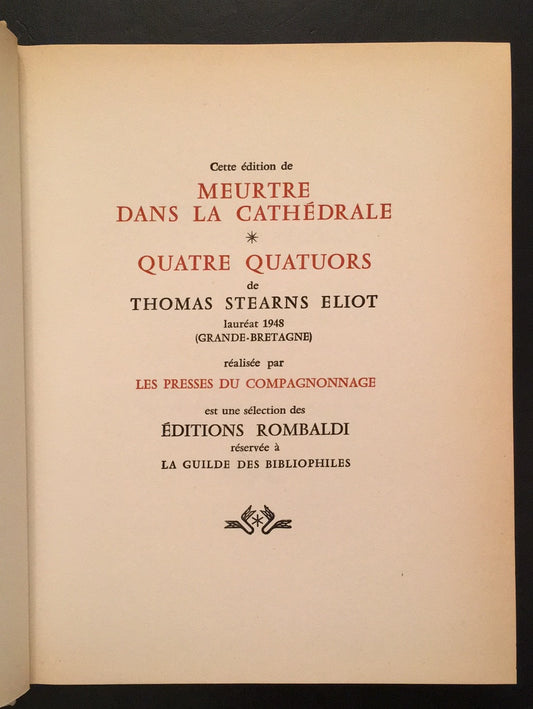 Cette édition de
MEURTRE
DANS LA CATHÉDRALE
*
QUATRE QUATUORS
de
THOMAS STEARNS ELIOT
lauréat 1948
(GRANDE-BRETAGNE)
réalisée par
LES PRESSES DU COMPAGNONNAGE
est une sélection des
ÉDITIONS ROMBALDI
réservée à
LA GUILDE DES BIBLIOPHILES